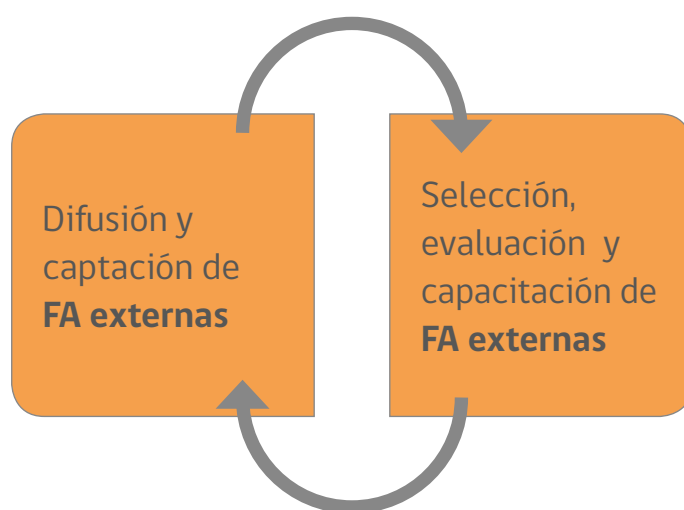 Difusión y
captación de
FA externas
Selección,
evaluación y
capacitación de
FA externas